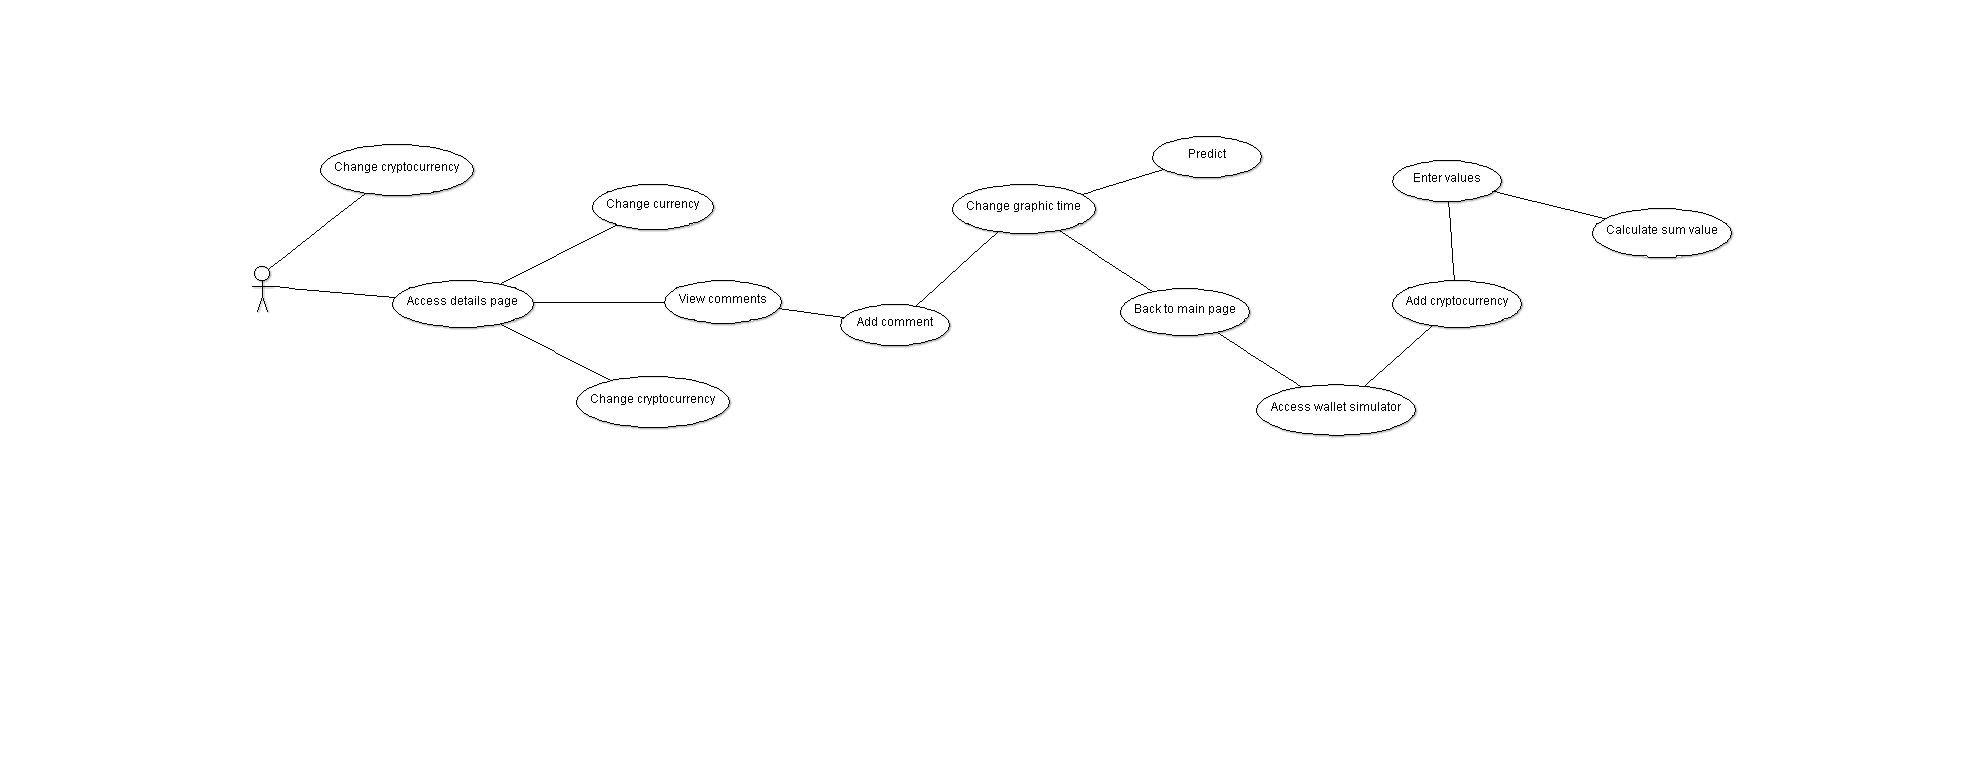 Change cryptocurrency
Change currency
Access details page
View comments
Add comment
Change cryptocurrency
Change graphic time
Predict
Back to main page
Access wallet simulator
Add cryptocurrency
Enter values
Calculate sum value